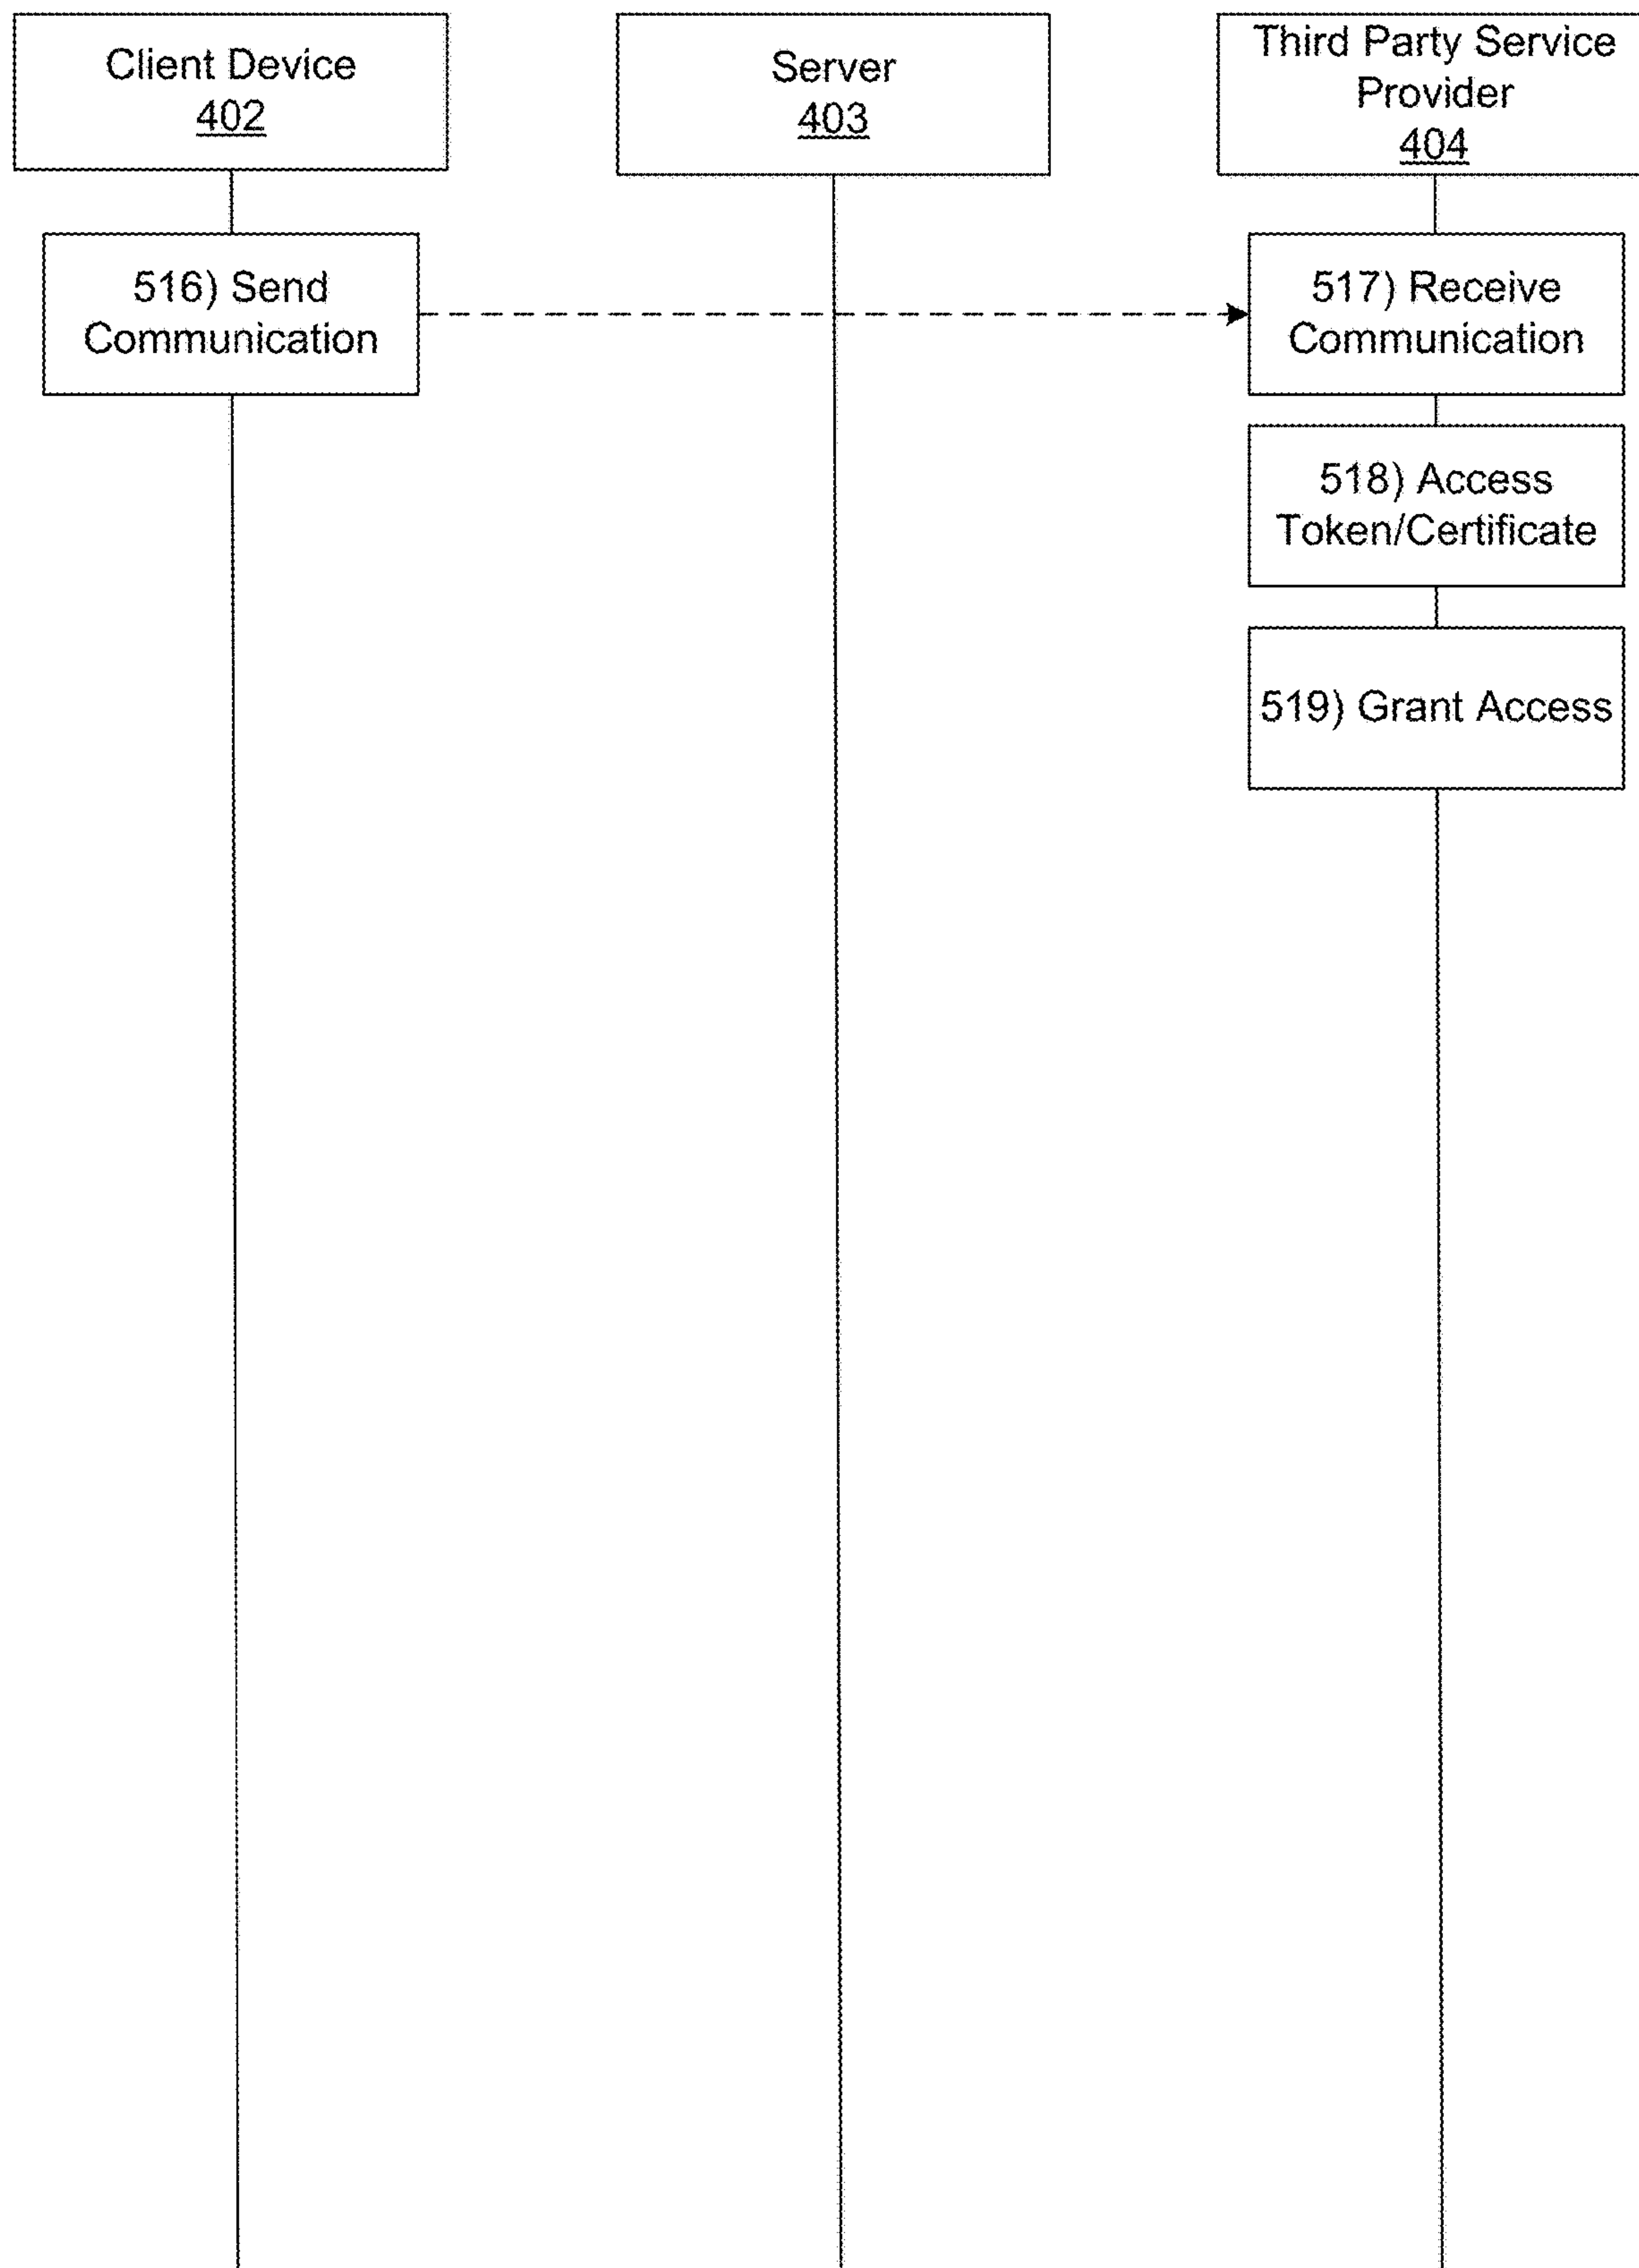 Client Device
402
Server
403
Third Party Service
Provider
404
516) Send
Communication
517) Receive
Communication
518) Access
Token/Certificate
519) Grant Access